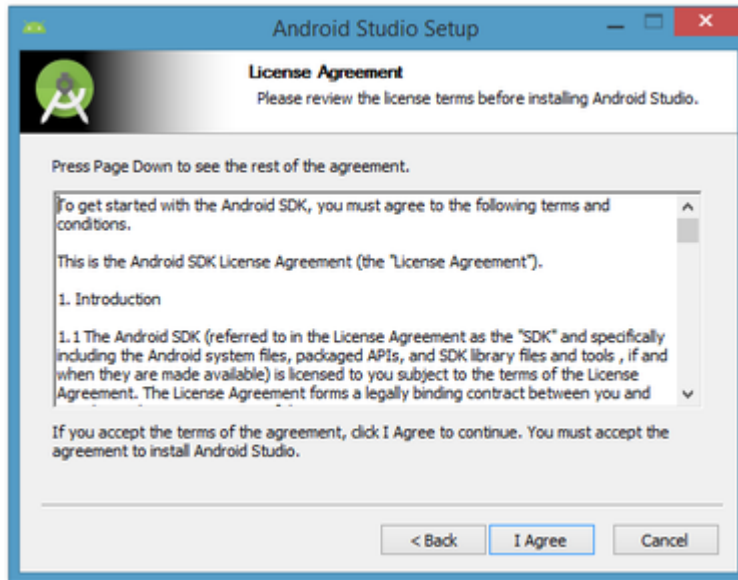 Android Studio Setup
License Agreement
Please review the license terms before installing Android Studio.
Press Page Down to see the rest of the agreement.
To get started with the Android SDK, you must agree to the following terms and
conditions.
This is the Android SDK License Agreement (the "License Agreement").
1. Introduction
1.1 The Android SDK (referred to in the License Agreement as the "SDK" and specifically
including the Android system files, packaged APIs, and SDK library files and tools , if and
when they are made available) is licensed to you subject to the terms of the License
Agreement. The License Agreement forms a legally binding contract between you and
If you accept the terms of the agreement, click I Agree to continue. You must accept the
agreement to install Android Studio.
< Back
I Agree
Cancel